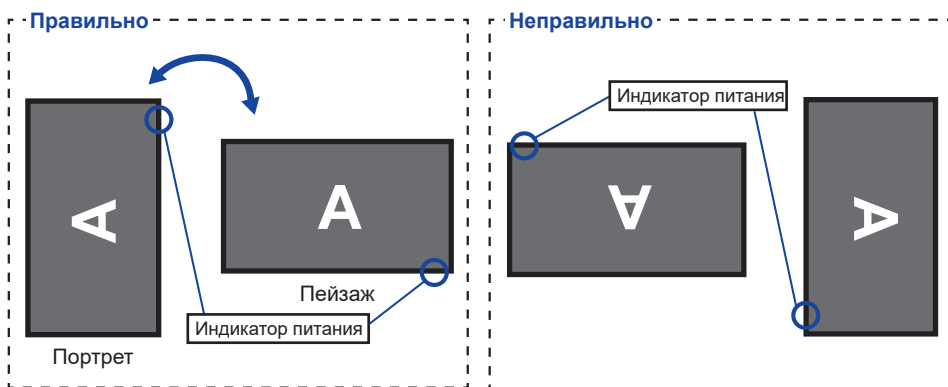 Правильно
A
A
Пейзаж
Индикатор питания
Портрет
Неправильно
Индикатор питания
A
A